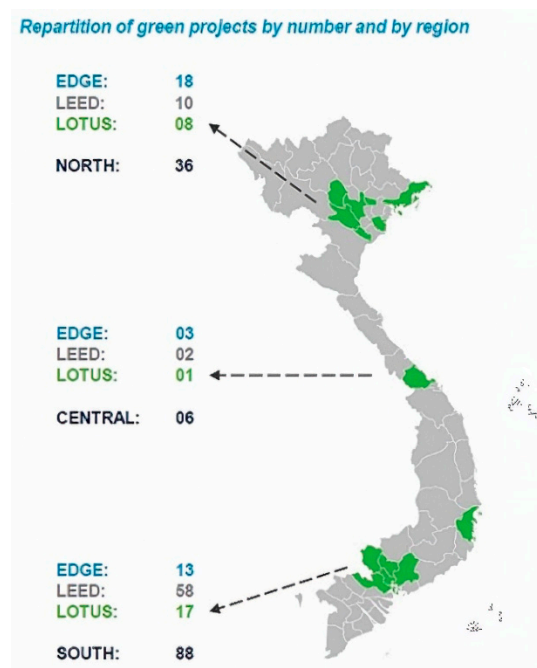 Repartition of green projects by number and by region
EDGE: 18
LEED: 10
LOTUS: 08
NORTH: 36
EDGE: 03
LEED: 02
LOTUS: 01
CENTRAL: 06
EDGE: 13
LEED: 58
LOTUS: 17
SOUTH: 88